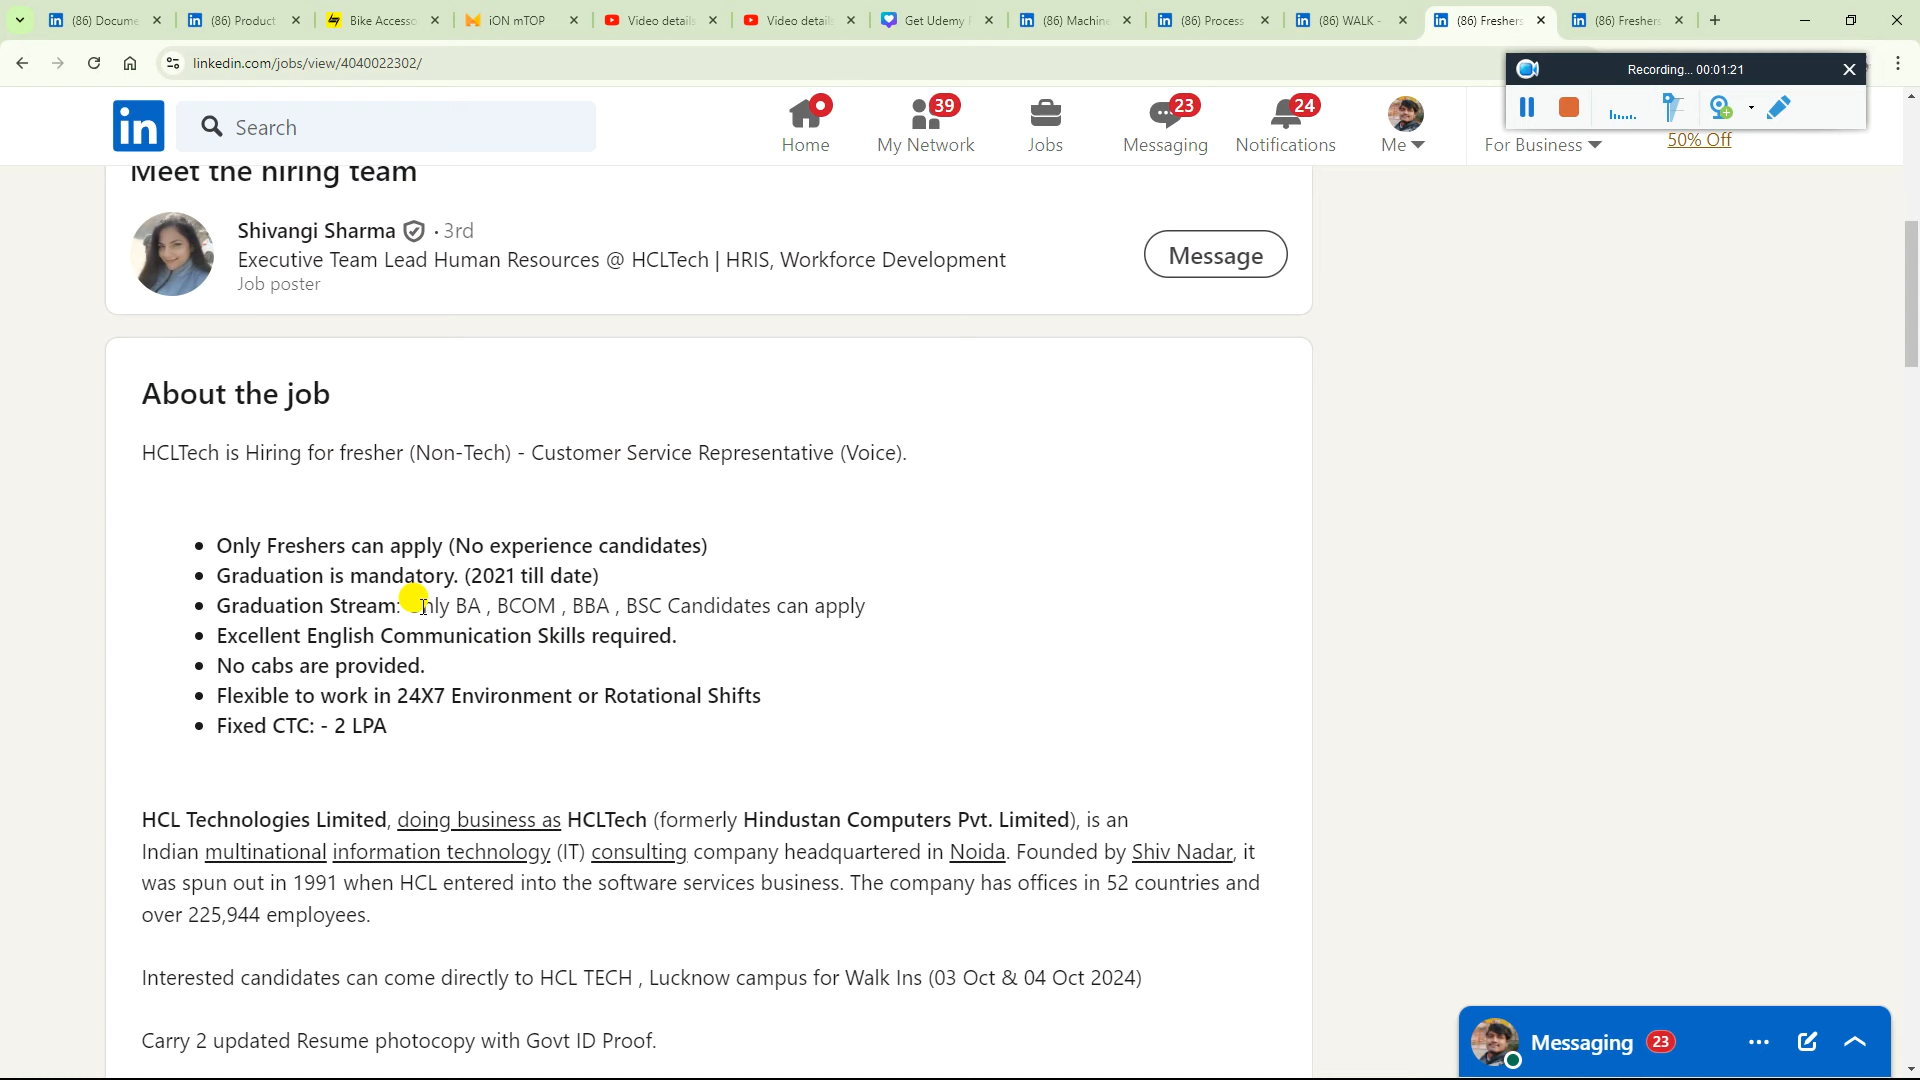 (86) Docume
(86) Product
Bike Accesso
iON mTOP
Video details
Video details
Get Udemy
(86) Machine
(86) Process
(86) WALK -
(86) Freshers
(86) Freshers
linkedin.com/jobs/view/4040022302/
Recording... 00:01:21
in
Search
39
23
24
Home
My Network
Jobs
Messaging
Notifications
Me
For Business
50% Off
Meet the hiring team
Shivangi Sharma · 3rd
Executive Team Lead Human Resources @ HCLTech | HRIS, Workforce Development
Job poster
Message
About the job
HCLTech is Hiring for fresher (Non-Tech) - Customer Service Representative (Voice).
• Only Freshers can apply (No experience candidates)
• Graduation is mandatory. (2021 till date)
• Graduation Stream: Only BA , BCOM , BBA , BSC Candidates can apply
• Excellent English Communication Skills required.
• No cabs are provided.
• Flexible to work in 24X7 Environment or Rotational Shifts
• Fixed CTC: - 2 LPA
HCL Technologies Limited, doing business as HCLTech (formerly Hindustan Computers Pvt. Limited), is an
Indian multinational information technology (IT) consulting company headquartered in Noida. Founded by Shiv Nadar, it
was spun out in 1991 when HCL entered into the software services business. The company has offices in 52 countries and
over 225,944 employees.
Interested candidates can come directly to HCL TECH , Lucknow campus for Walk Ins (03 Oct & 04 Oct 2024)
Carry 2 updated Resume photocopy with Govt ID Proof.
Messaging 23